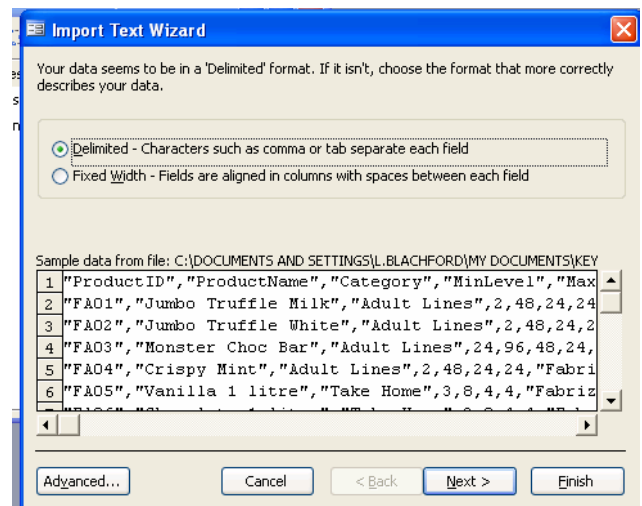 Import Text Wizard
Your data seems to be in a 'Delimited' format. If it isn't, choose the format that more correctly
describes your data.
Delimited - Characters such as comma or tab separate each field
Fixed Width - Fields are aligned in columns with spaces between each field
Sample data from file: C:\DOCUMENTS AND SETTINGS\L.BLACHFORD\MY DOCUMENTS\KEY
1 "ProductID","ProductName","Category","MinLevel","Max
2 "FA01","Jumbo Truffle Milk","Adult Lines",2,48,24,24
3 "FA02","Jumbo Truffle White","Adult Lines",2,48,24,2
4 "FA03","Monster Choc Bar","Adult Lines",24,96,48,24,
5 "FA04","Crispy Mint","Adult Lines",2,48,24,24,"Fabri
6 "FA05","Vanilla 1 litre","Take Home",3,8,4,4,"Fabriz
Advanced... Cancel < Back Next > Finish